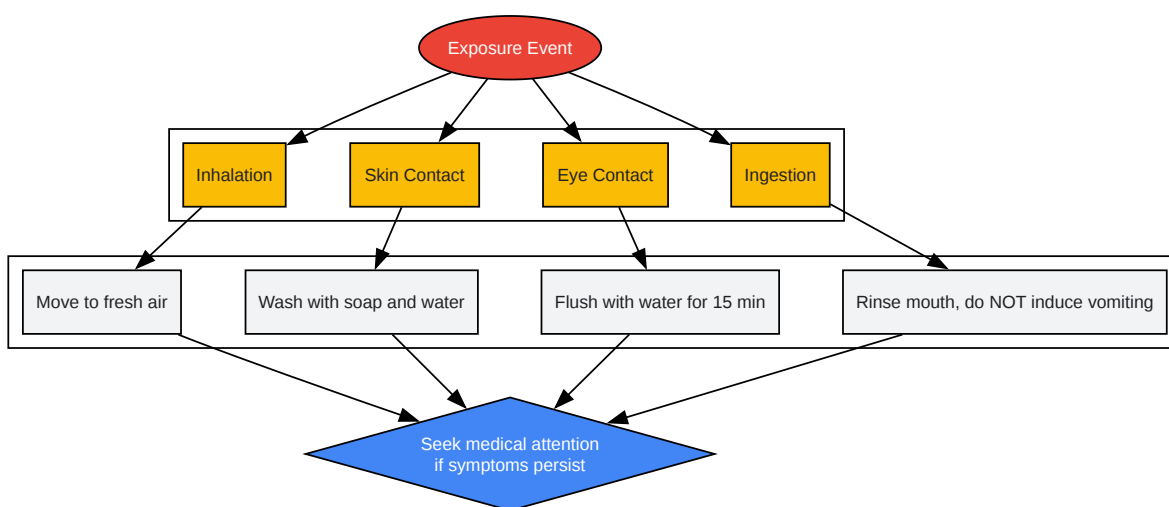 Exposure Event
Inhalation
Skin Contact
Eye Contact
Ingestion
Move to fresh air
Wash with soap and water
Flush with water for 15 min
Rinse mouth, do NOT induce vomiting
Seek medical attention
if symptoms persist